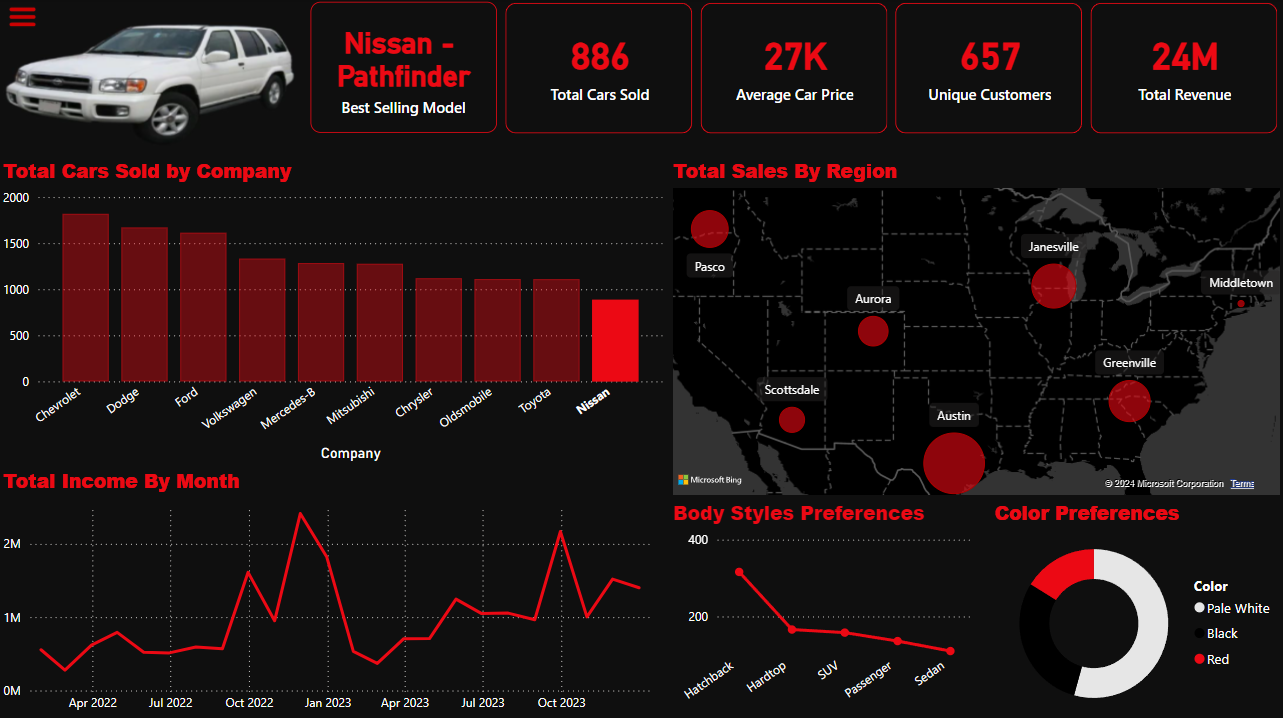 Nissan -
Pathfinder
Best Selling Model
886
Total Cars Sold
27K
Average Car Price
657
Unique Customers
24M
Total Revenue
Total Cars Sold by Company
2000
1500
1000
500
0
Chevrolet
Dodge
Ford
Volkswagen
Mercedes-B
Mitsubishi
Chrysler
Oldsmobile
Toyota
Nissan
Company
Total Sales By Region
Pasco
Janesville
Middletown
Aurora
Greenville
Scottsdale
Austin
Microsoft Bing
© 2024 Microsoft Corporation Terms
Total Income By Month
2M
1M
0M
Apr 2022
Jul 2022
Oct 2022
Jan 2023
Apr 2023
Jul 2023
Oct 2023
Body Styles Preferences
400
200
Hatchback
Hardtop
SUV
Passenger
Sedan
Color Preferences
Color
Pale White
Black
Red